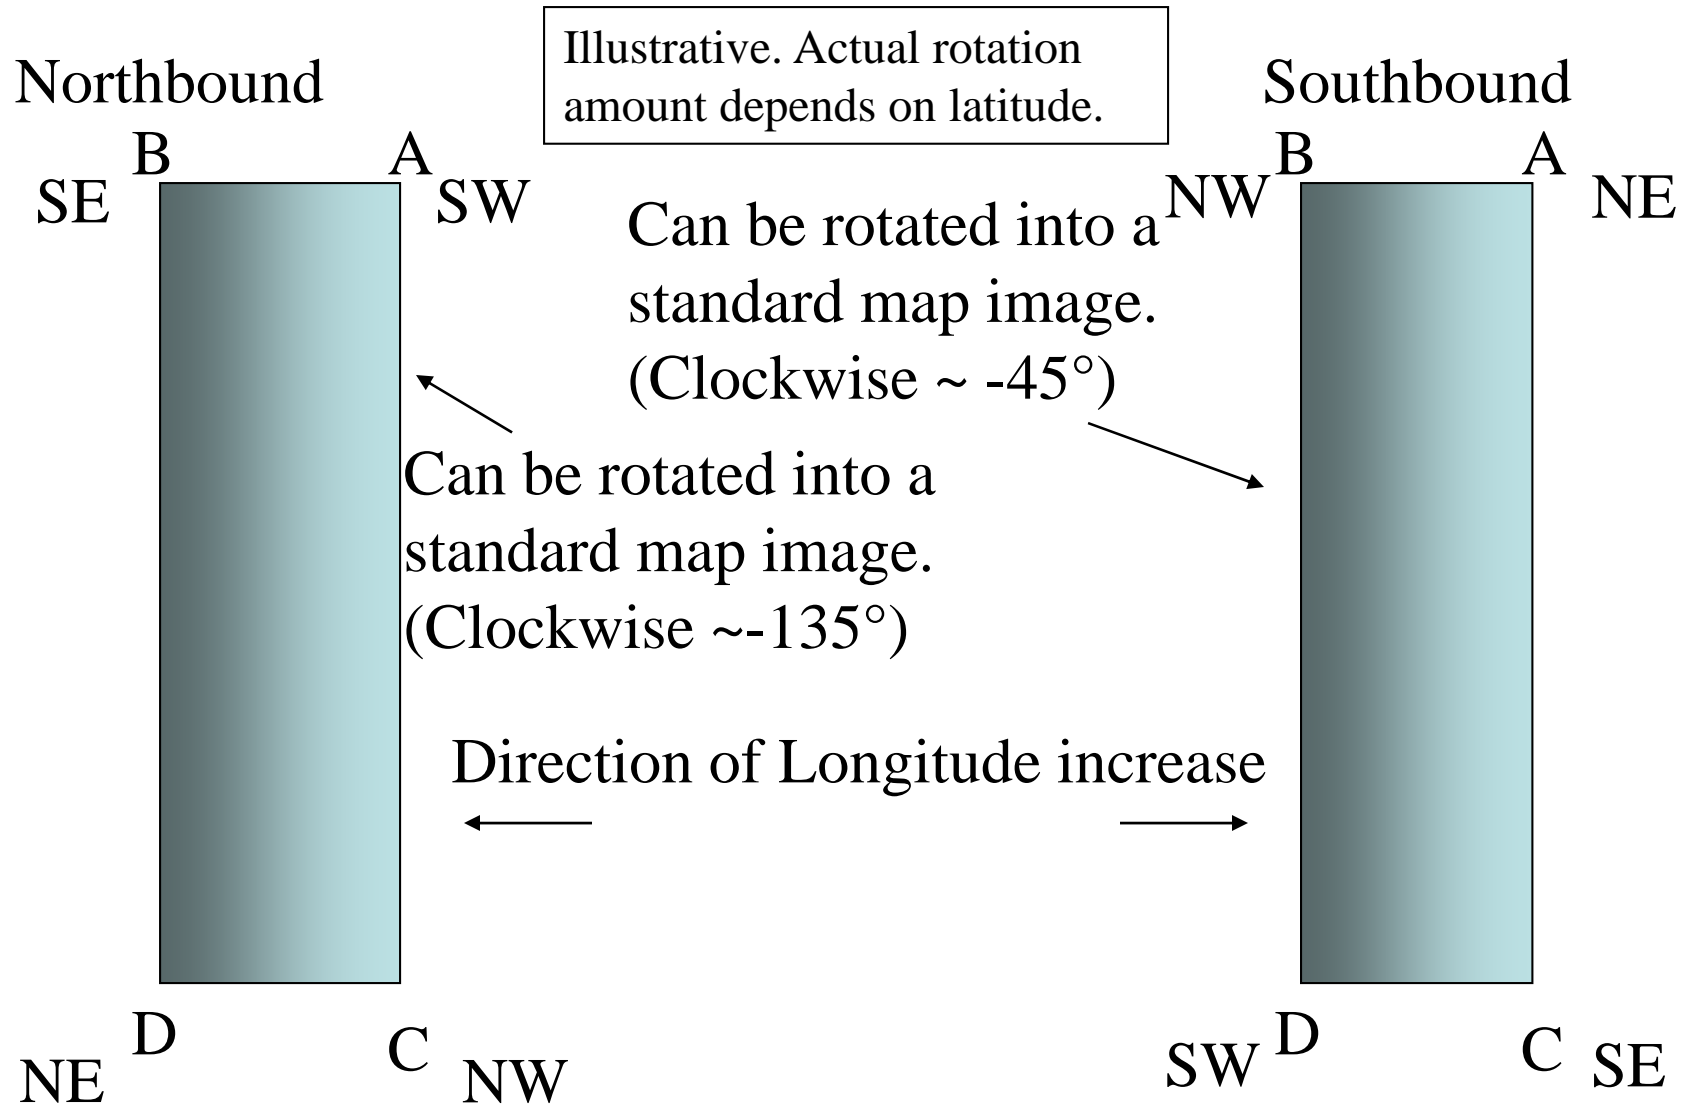 Illustrative. Actual rotation
amount depends on latitude.
Northbound
B
A
SE
SW
Southbound
B
A
NW
NE
Can be rotated into a
standard map image.
(Clockwise ~ -45°)
Can be rotated into a
standard map image.
(Clockwise ~-135°)
Direction of Longitude increase
D
C
NE
NW
D
C
SW
SE